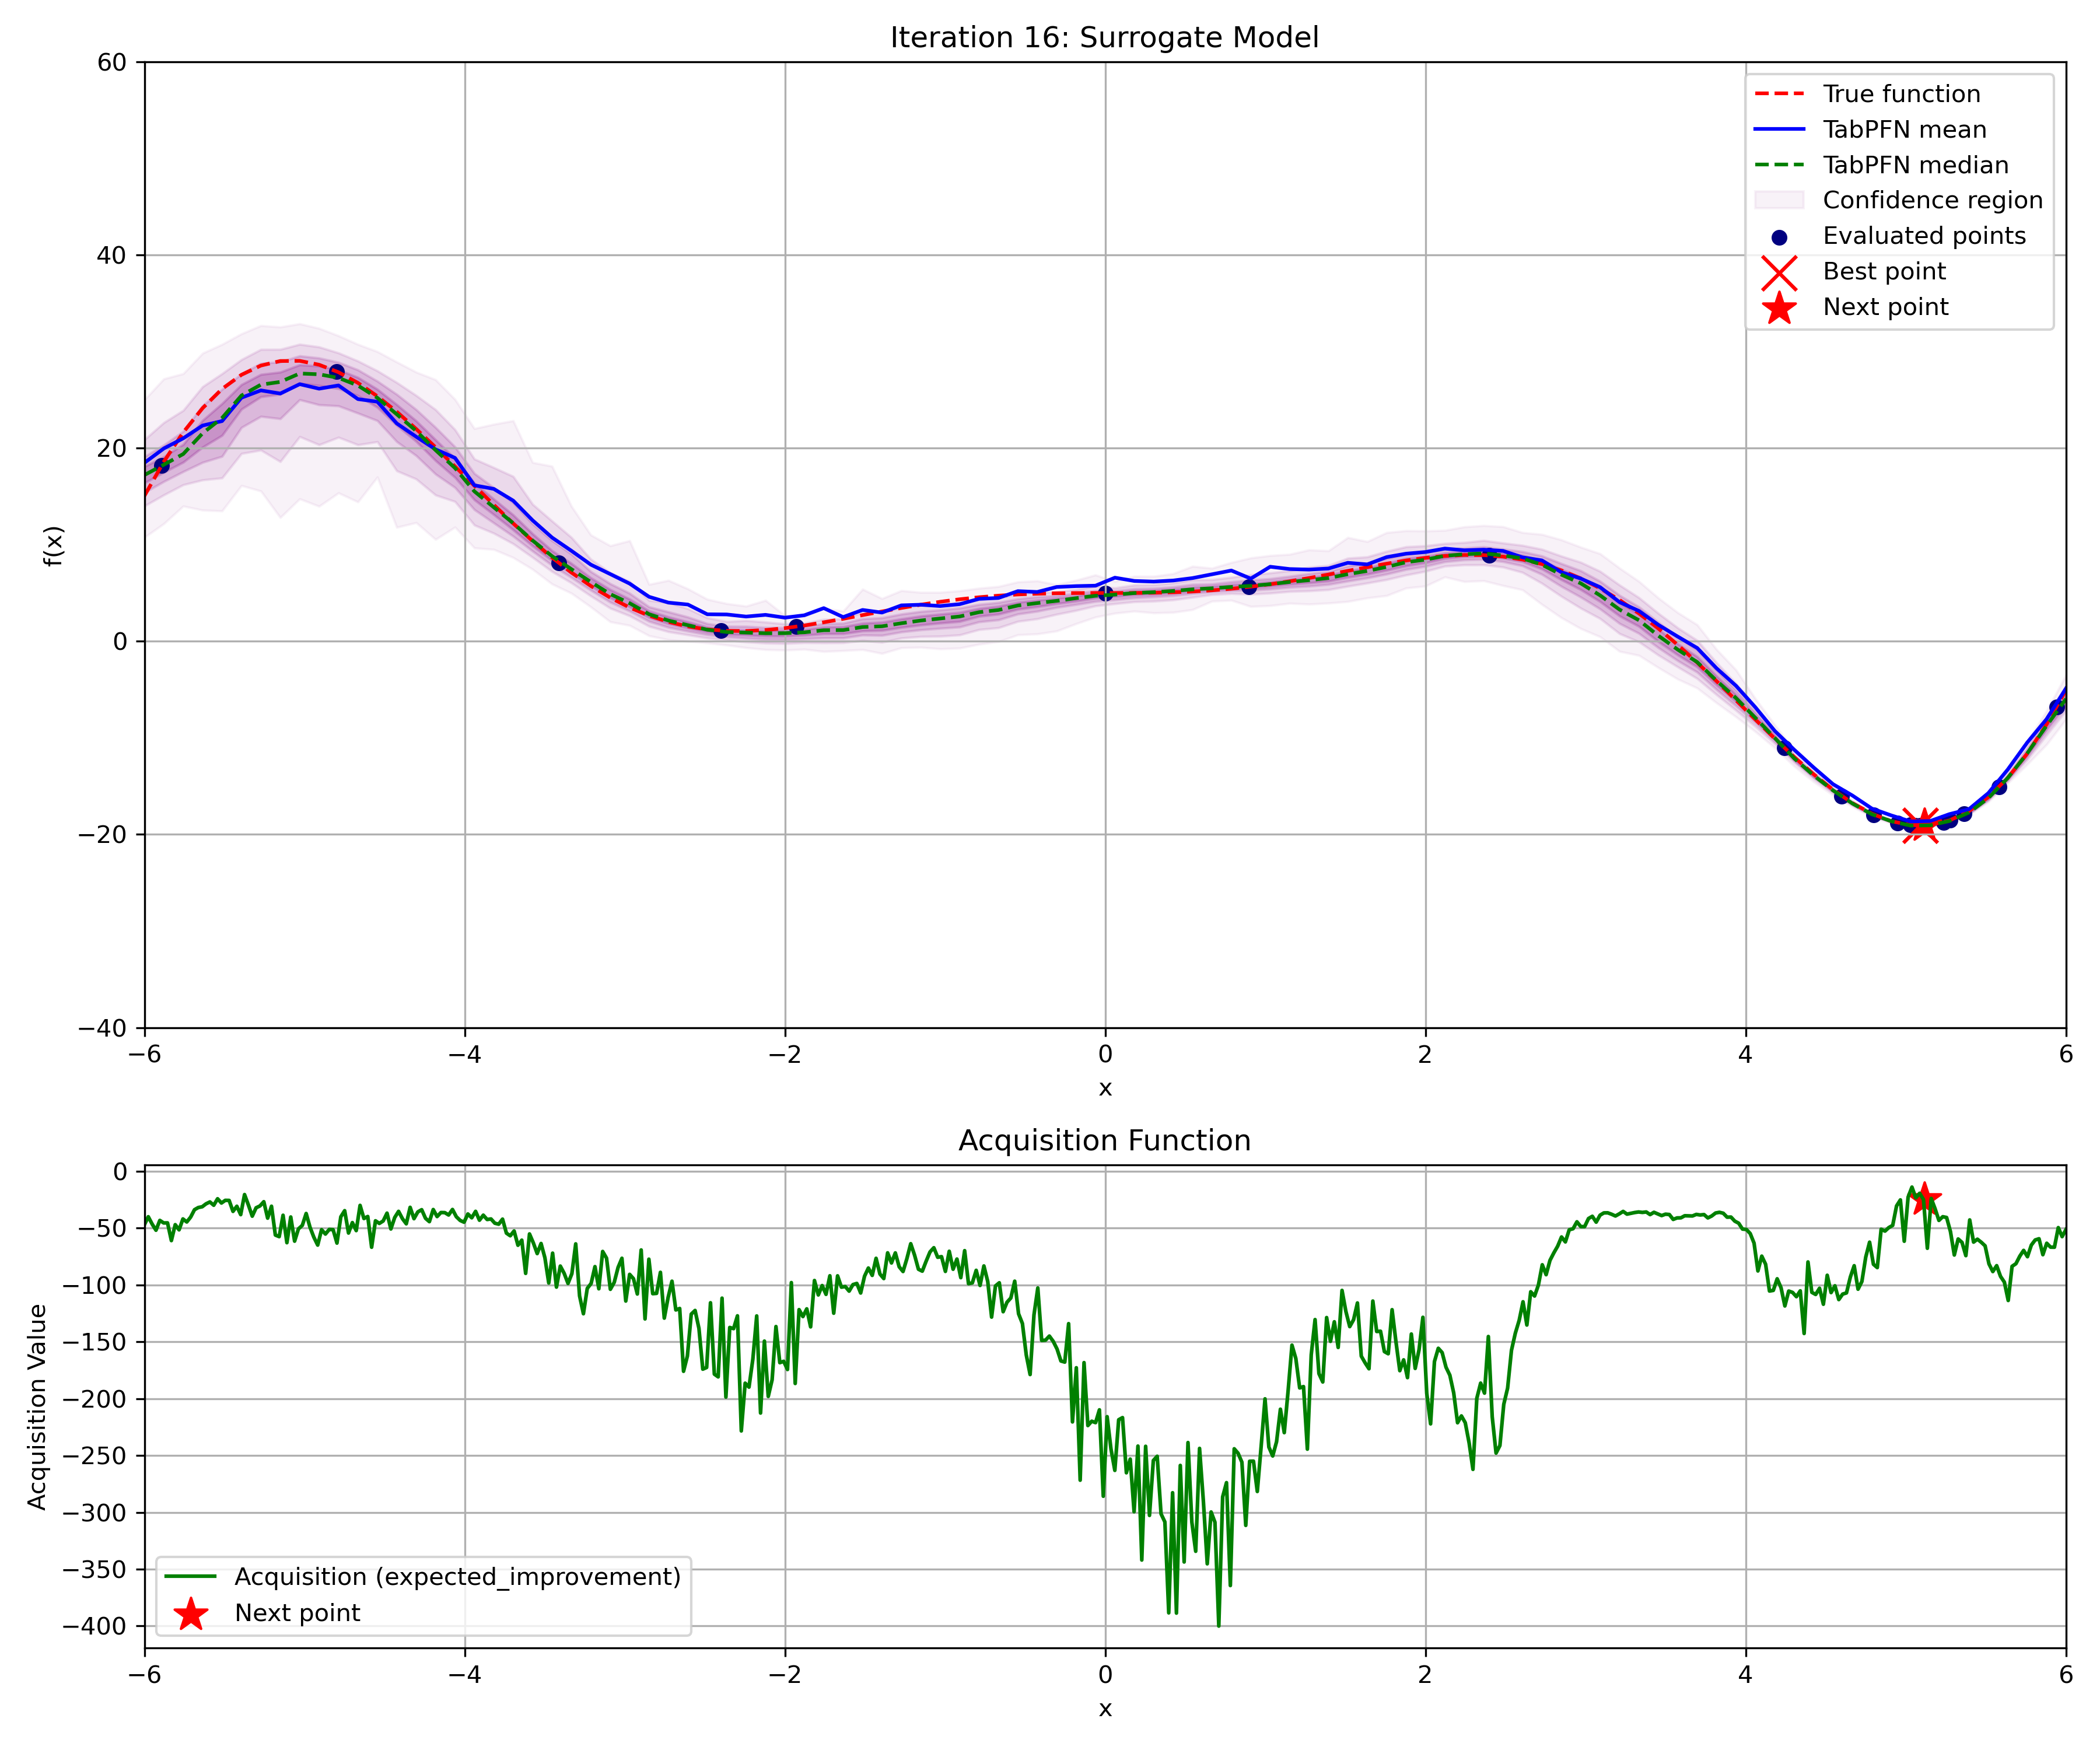 Iteration 16: Surrogate Model
60
40
20
0
−20
−40
f(x)
True function
TabPFN mean
TabPFN median
Confidence region
Evaluated points
Best point
Next point
−6 −4 −2 0 2 4 6
x
Acquisition Function
0
−50
−100
−150
−200
−250
−300
−350
−400
Acquisition Value
Acquisition (expected_improvement)
Next point
−6 −4 −2 0 2 4 6
x